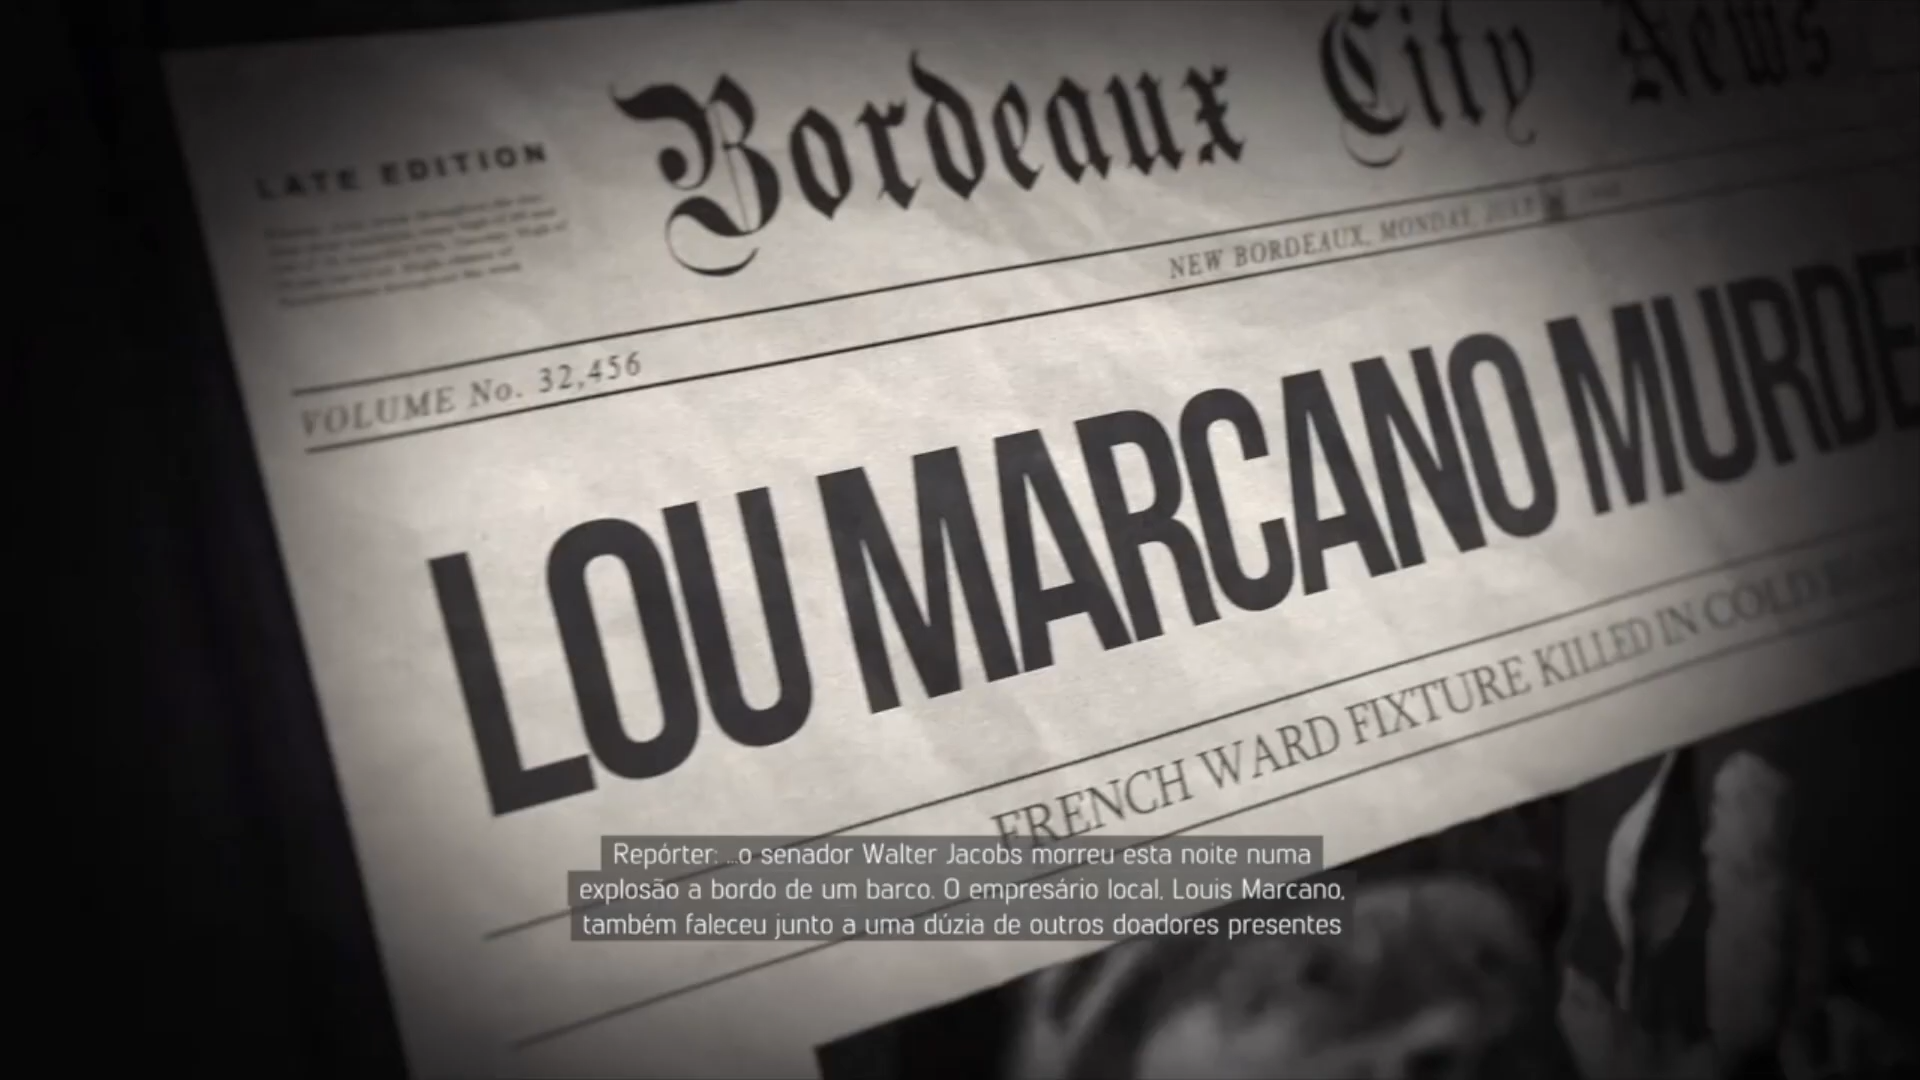 Bordeaux City News
LATE EDITION
NEW BORDEAUX, MONDAY, JULY
VOLUME No. 32,456
LOU MARCANO MURDE
FRENCH WARD FIXTURE KILLED IN COLD
Repórter: ...o senador Walter Jacobs morreu esta noite numa
explosão a bordo de um barco. O empresário local, Louis Marcano,
também faleceu junto a uma dúzia de outros doadores presentes